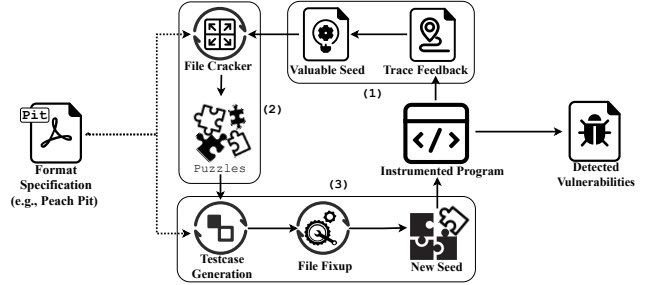 File Cracker
Valuable Seed
Trace Feedback
(1)
Pit
(2)
Puzzles
Format
Specification
(e.g., Peach Pit)
</>
Instrumented Program
Detected
Vulnerabilities
(3)
Testcase
Generation
File Fixup
New Seed